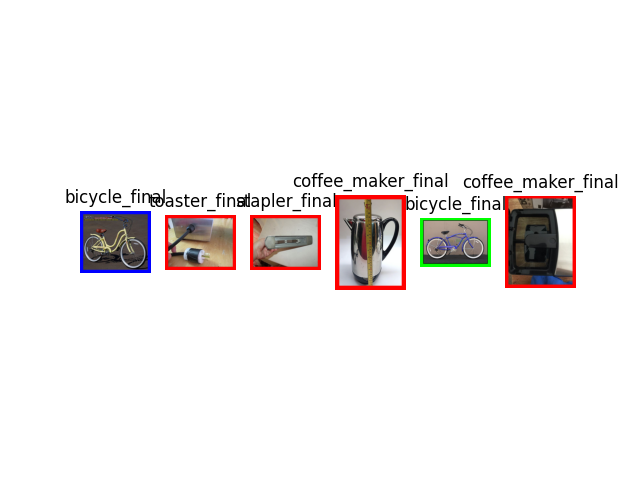 bicycle_final
toaster_final
stapler_final
coffee_maker_final
bicycle_final
coffee_maker_final